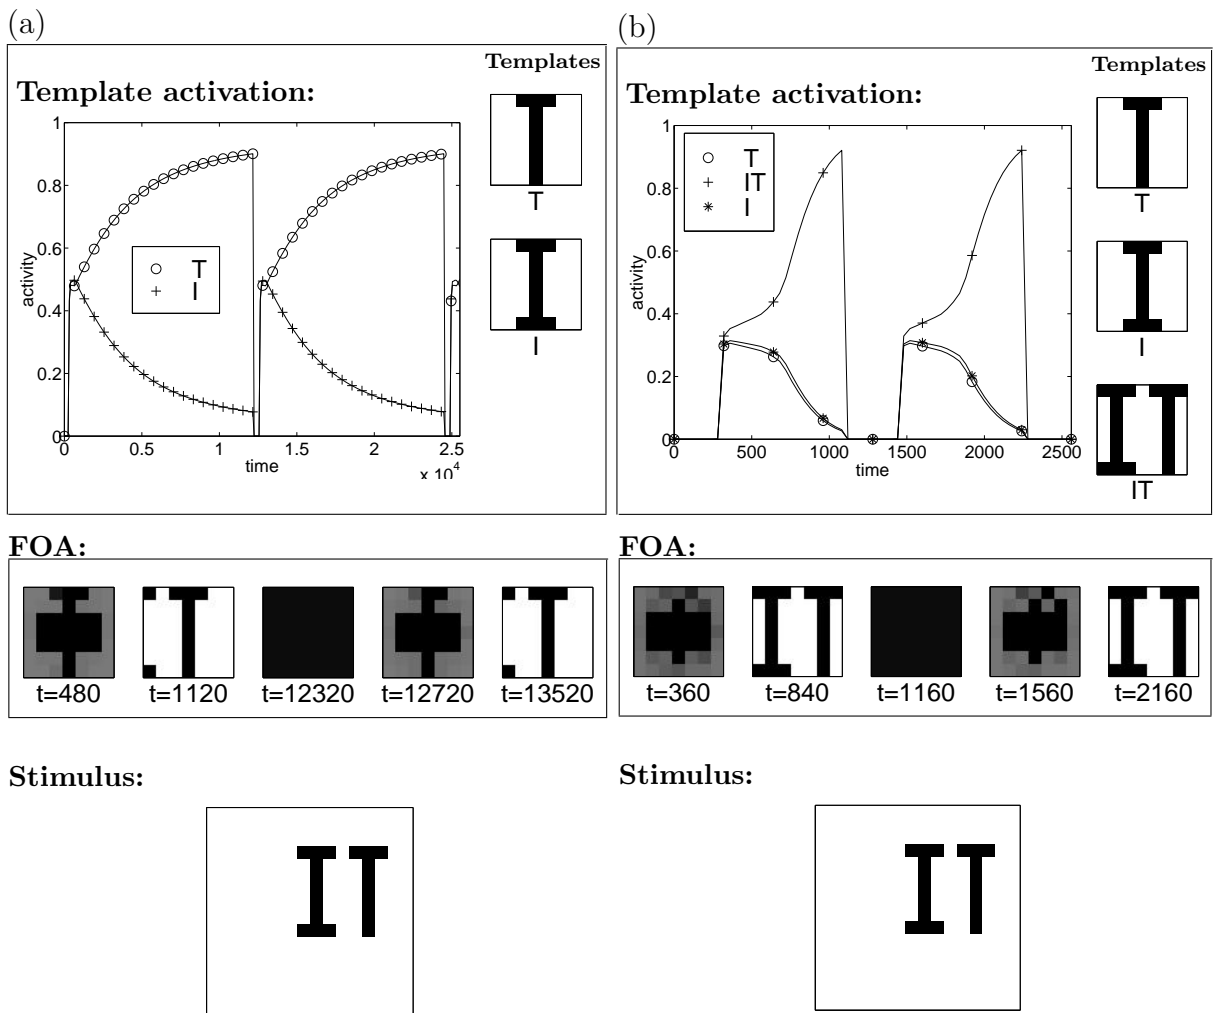 (a)
Templates
Template activation:
1
0.8
0.6
0.4
0.2
0
activity
T
I
0 0.5 1 1.5 2 2.5
time
x 10^4
T
I
FOA:
t=480 t=1120 t=12320 t=12720 t=13520
Stimulus:
IT
(b)
Templates
Template activation:
1
0.8
0.6
0.4
0.2
0
activity
T
IT
I
0 500 1000 1500 2000 2500
time
T
I
IT
FOA:
t=360 t=840 t=1160 t=1560 t=2160
Stimulus:
IT